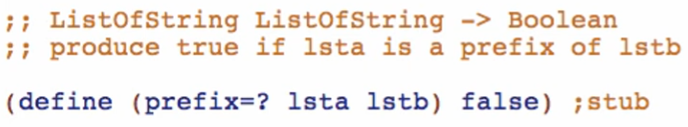 ;; ListOfString ListOfString -> Boolean
;; produce true if lsta is a prefix of lstb
(define (prefix=? lsta lstb) false) ;stub